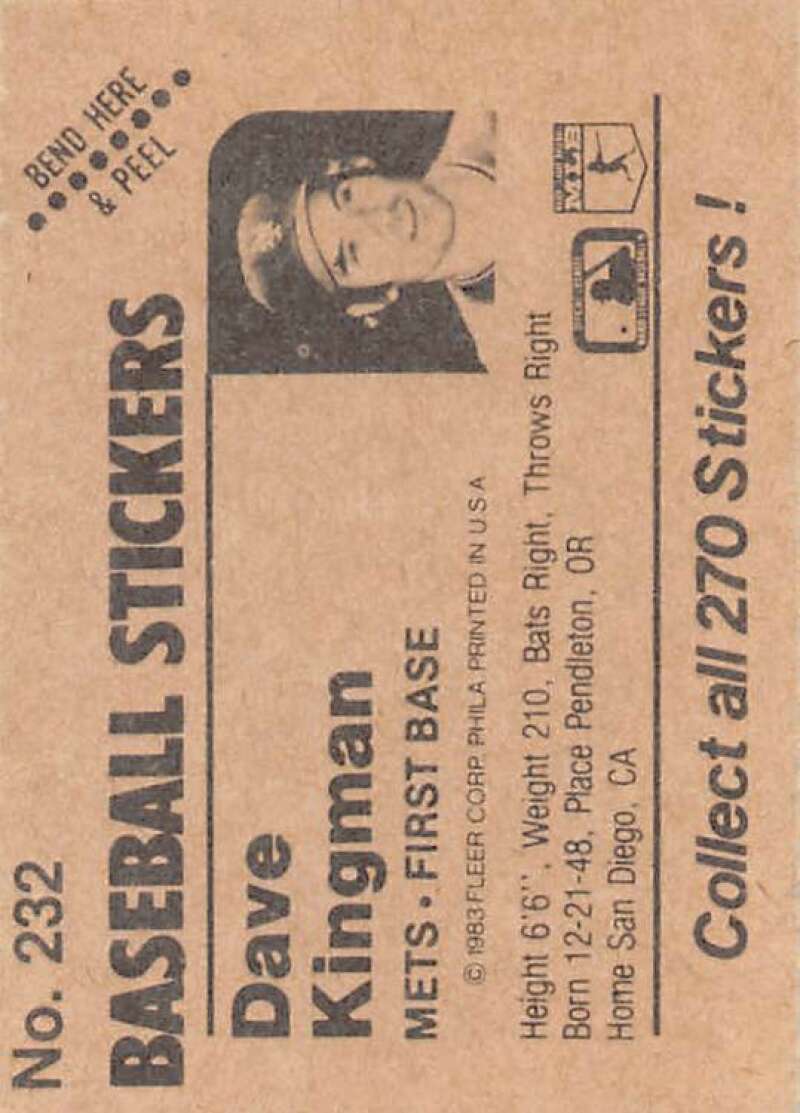 No. 232
BEND HERE
& PEEL
BASEBALL STICKERS
Dave
Kingman
METS • FIRST BASE
© 1983 FLEER CORP. PHILA PRINTED IN U.S.A
Height 6'6'', Weight 210, Bats Right, Throws Right
Born 12-21-48, Place Pendleton, OR
Home San Diego, CA
Collect all 270 Stickers!